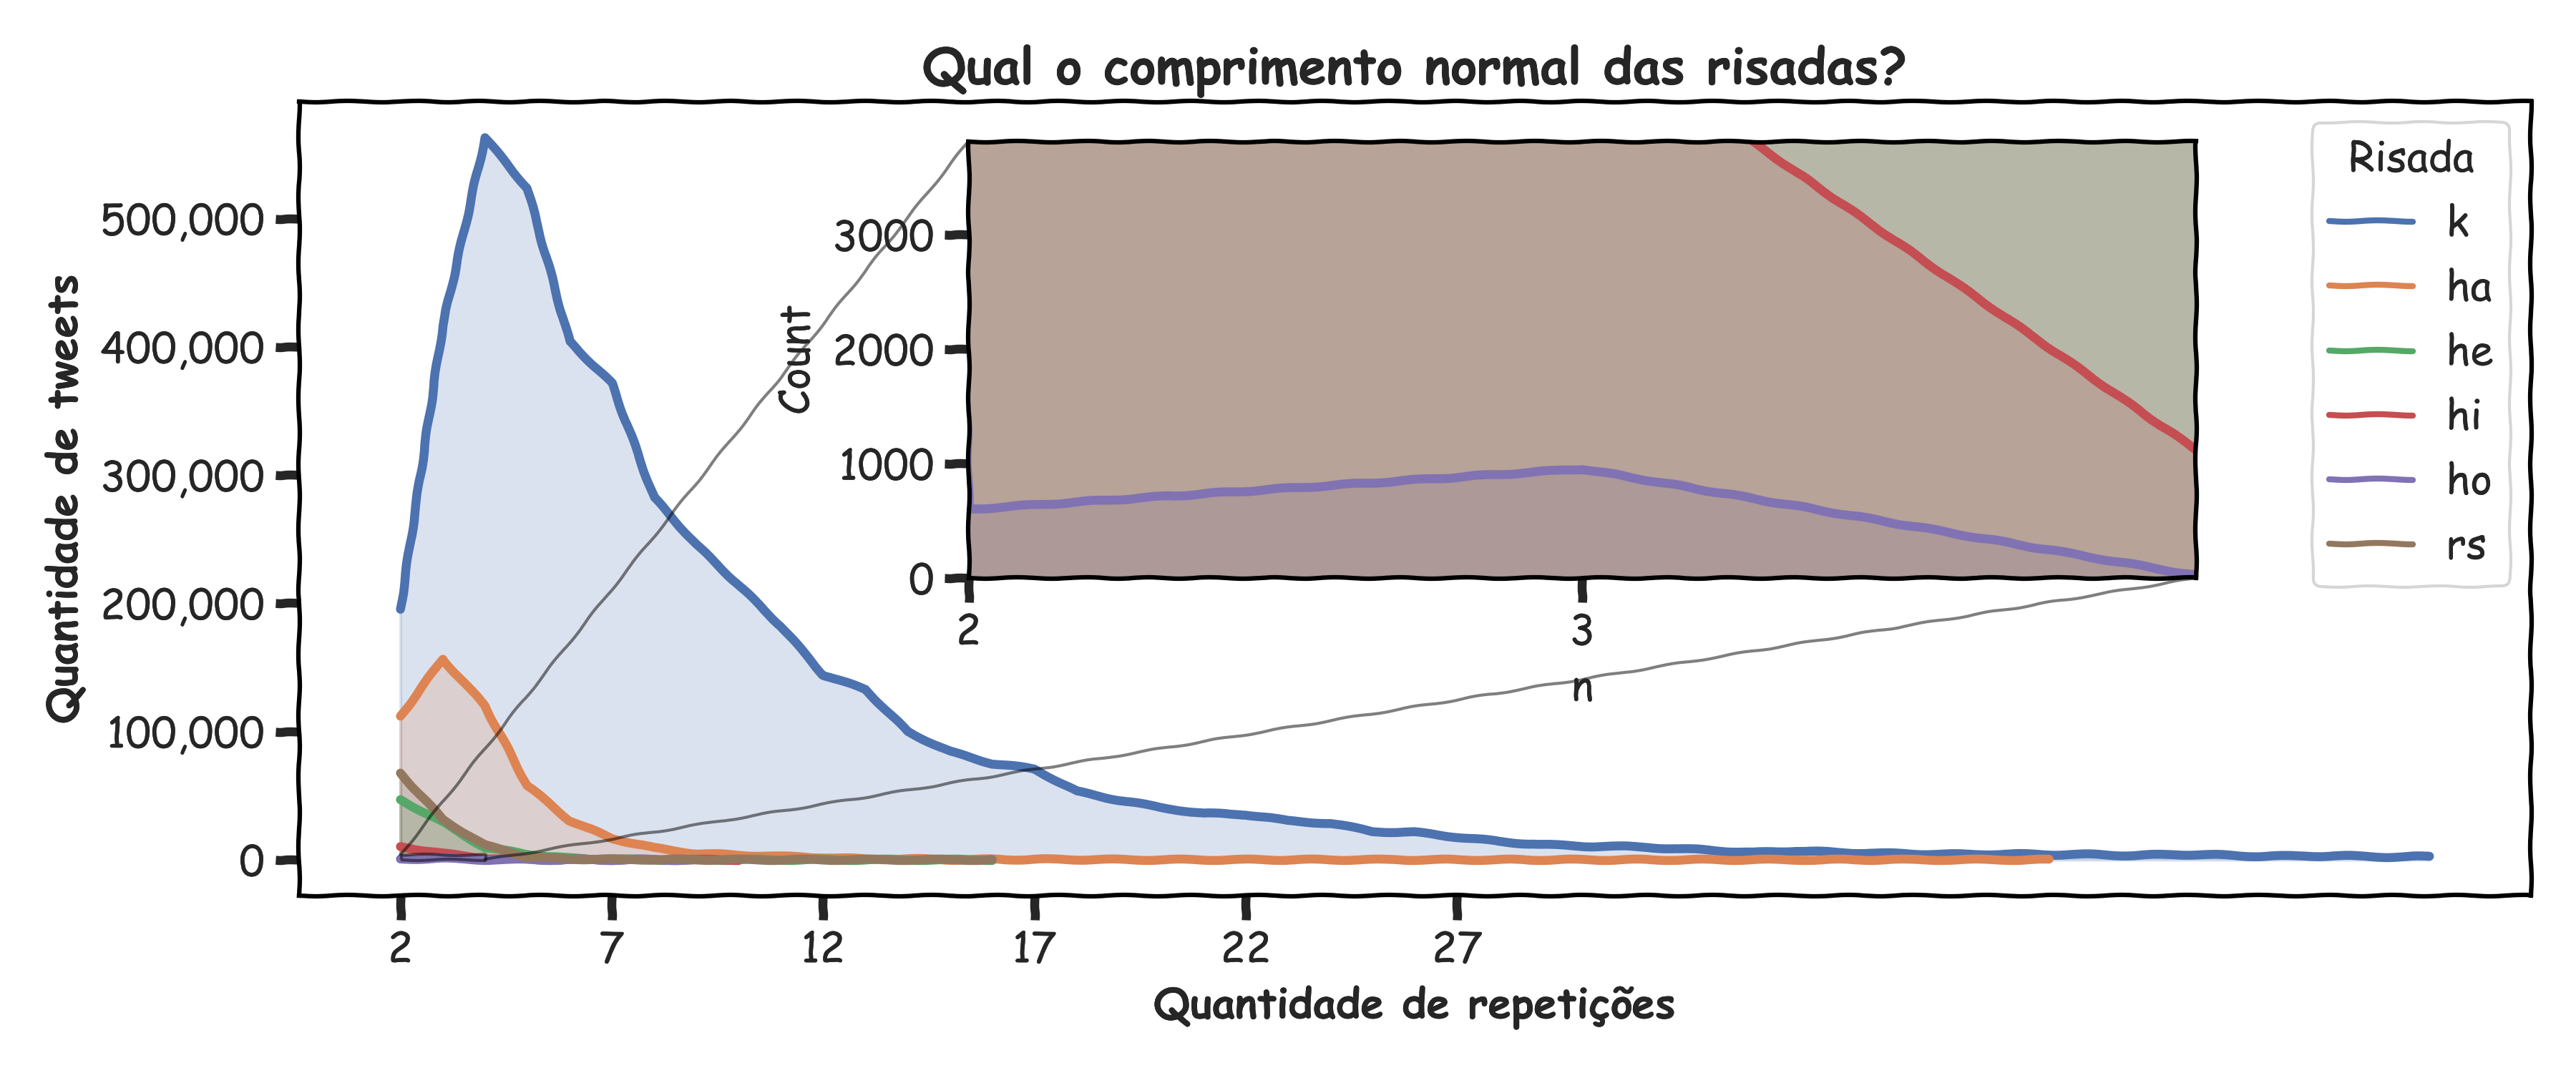 Qual o comprimento normal das risadas?
Quantidade de tweets
500,000
400,000
300,000
200,000
100,000
0
Count
3000
2000
1000
0
2 3
n
Risada
k
ha
he
hi
ho
rs
2 7 12 17 22 27
Quantidade de repetições